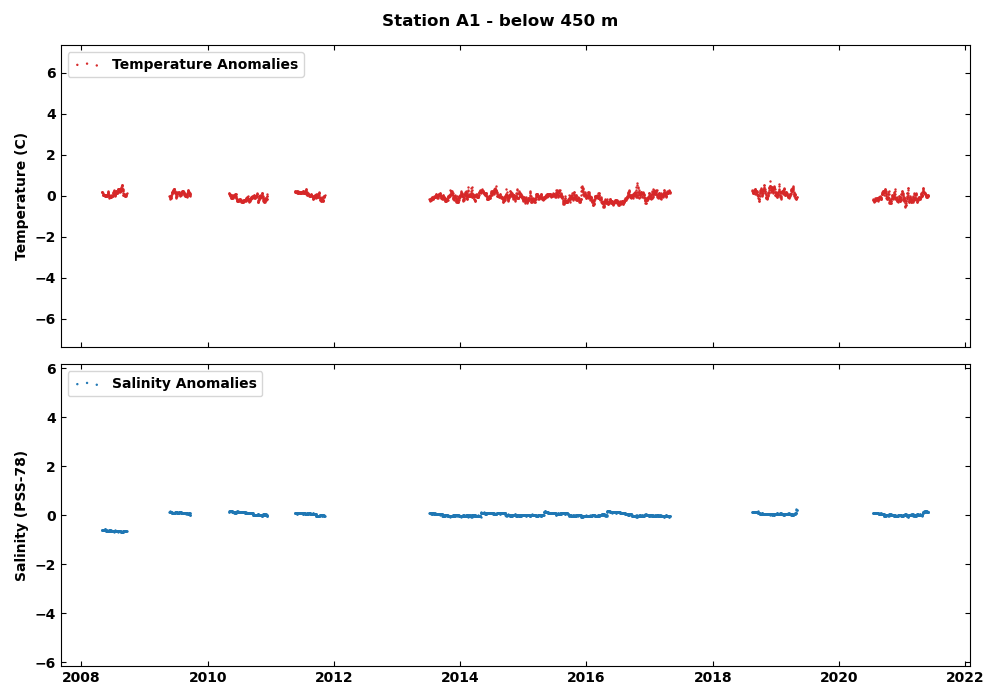 Station A1 - below 450 m
Temperature Anomalies
Temperature (C)
6
4
2
0
−2
−4
−6
Salinity Anomalies
Salinity (PSS-78)
6
4
2
0
−2
−4
−6
2008 2010 2012 2014 2016 2018 2020 2022